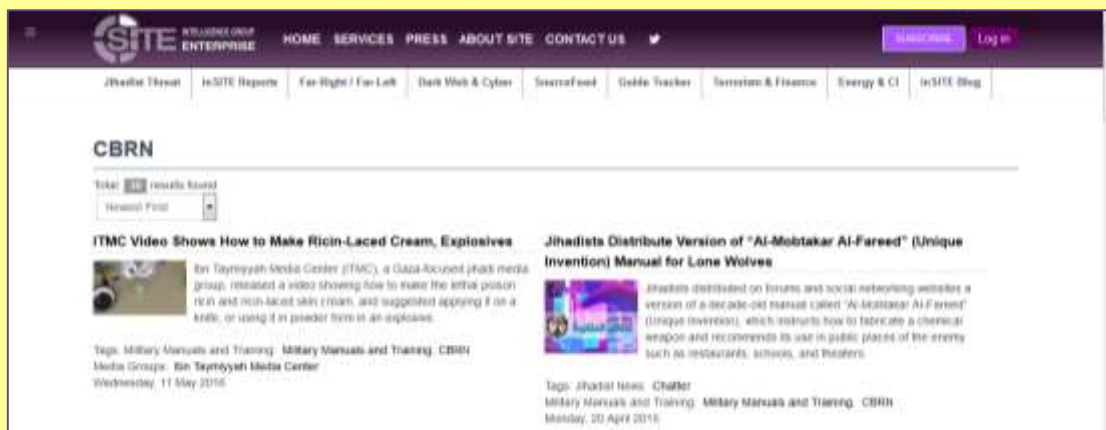 SITE INTELLIGENCE GROUP
ENTERPRISE
HOME SERVICES PRESS ABOUT SITE CONTACT US
SUBSCRIBE Log in
Jihadist Threat InSITE Reports Far-Right / Far-Left Dark Web & Cyber SourceFeed Guide Tracker Terrorism & Finance Energy & CI InSITE Blog
CBRN
Total: results found
Newest First
ITMC Video Shows How to Make Ricin-Laced Cream, Explosives
Ibn Taymiyyah Media Center (ITMC), a Gaza-focused jihadi media
group, released a video showing how to make the lethal poison
ricin and ricin-laced skin cream, and suggested applying it on a
knife, or using it in powder form in an explosive.
Tags: Military Manuals and Training: Military Manuals and Training, CBRN
Media Groups: Ibn Taymiyyah Media Center
Wednesday, 11 May 2016
Jihadists Distribute Version of "Al-Mobtakar Al-Fareed" (Unique
Invention) Manual for Lone Wolves
Jihadists distributed on forums and social networking websites a
version of a decade-old manual called "Al-Mobtakar Al-Fareed"
(Unique Invention), which instructs how to fabricate a chemical
weapon and recommends its use in public places of the enemy
such as restaurants, schools, and theaters.
Tags: Jihadist News: Chatter
Military Manuals and Training: Military Manuals and Training, CBRN
Monday, 20 April 2015